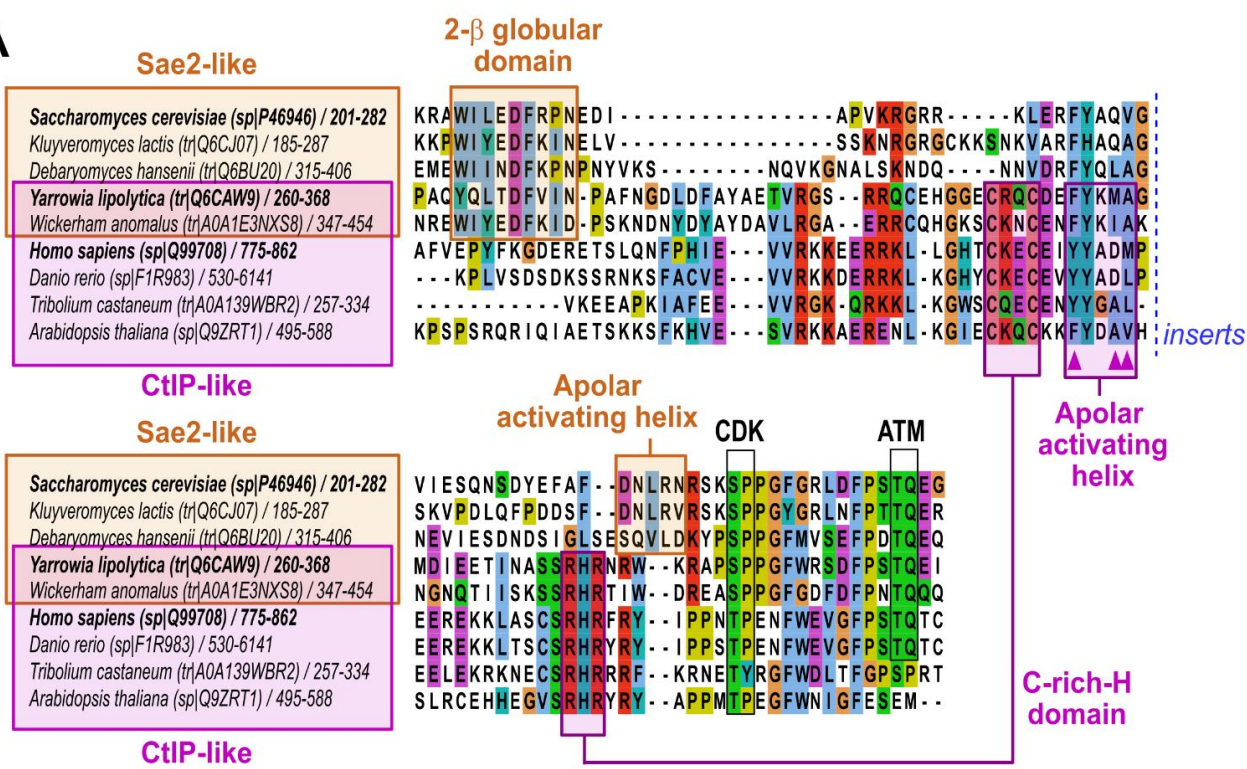 A
2-β globular
domain
Sae2-like
Saccharomyces cerevisiae (sp|P46946) / 201-282 KRAWILEDFRPNEDI----------------APVKRGRR-----KLERFYAQVG
Kluyveromyces lactis (tr|Q6CJ07) / 185-287 KKPWIYEDFKINELV----------------SSKNRGRGCKKSNKVARFHAQAG
Debaryomyces hansenii (tr|Q6BU20) / 315-406 EMEWIINDFKPNPNYVKS--------NQVKGNALSKNDQ----NNVDRFYQLAG
Yarrowia lipolytica (tr|Q6CAW9) / 260-368 PAQYQLTDFVIN-PAFNGDLDFAYAETVRGS--RRQCEHGGECRQCDEFYKMAG
Wickerham anomalus (tr|A0A1E3NXS8) / 347-454 NREWIYEDFKID-PSKNDNYDYAYDAVLRGA--ERRCQHGKSCKNCENFYKIAK
Homo sapiens (sp|Q99708) / 775-862 AFVEPYFKGDERETSLQNFPHIE---VVRKKEERRKL-LGHTCKECEIYYADMP
Danio rerio (sp|F1R983) / 530-6141 ---KPLVSDSDKSSRNKSFACVE---VVRKKDERRKL-KGHYCKECEVYYADLP
Tribolium castaneum (tr|A0A139WBR2) / 257-334 -----------VKEEAPKIAFEE---VVRGK-QRRKL-KGWSCQECENYYGAL-
Arabidopsis thaliana (sp|Q9ZRT1) / 495-588 KPSPSRQRIQIAETSKKSFKHVE---SVRKKAERENL-KGIECKQCKKFYDAVH
inserts
CtIP-like
Apolar
activating helix
Apolar
activating
helix
Sae2-like
CDK
ATM
Saccharomyces cerevisiae (sp|P46946) / 201-282 VIESQNSDYEFAF--DNLRNRSKSPPGFGRLDFPSTQEG
Kluyveromyces lactis (tr|Q6CJ07) / 185-287 SKVPDLQFPDDSF--DNLRVRSKSPPGYGRLNFPTTQER
Debaryomyces hansenii (tr|Q6BU20) / 315-406 NEVIESDNDSIGLSESQVLDKYPSPPGFMVSEFPDTQEQ
Yarrowia lipolytica (tr|Q6CAW9) / 260-368 MDIEETINASSRHRNRW--KRAPSPPGFWRSDFPSTQEI
Wickerham anomalus (tr|A0A1E3NXS8) / 347-454 NGNQTIISKSSRHRTIW--DREASPPGFGDFDFPNTQQQ
Homo sapiens (sp|Q99708) / 775-862 EEREKKLASCSRHRFRY--IPPNTPENFWEVGFPSTQTC
Danio rerio (sp|F1R983) / 530-6141 EEREKKLTSCSRHRYRY--IPPSTPENFWEVGFPSTQTC
Tribolium castaneum (tr|A0A139WBR2) / 257-334 EELEKRKNECSRHRRRF--KRNETYRGFWDLTFGPSPRT
Arabidopsis thaliana (sp|Q9ZRT1) / 495-588 SLRCEHHEGVSRHRYRY--APPMTPEGFWNIGFESEM--
C-rich-H
domain
CtIP-like